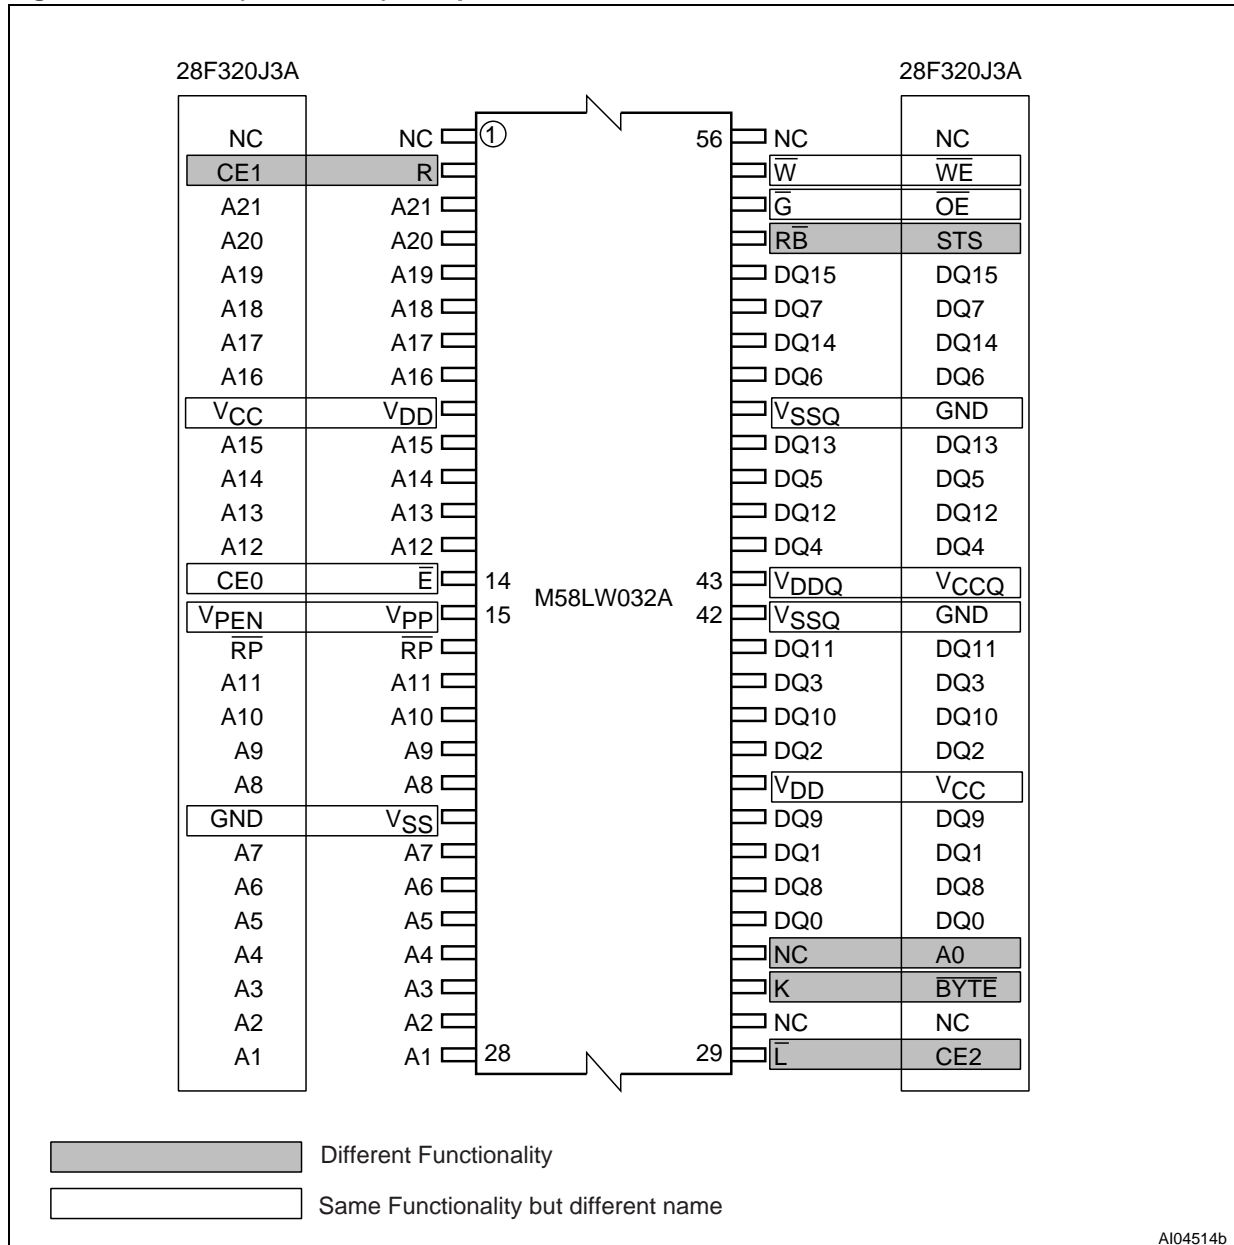 28F320J3A 28F320J3A
NC NC 1 56 NC NC
CE1 R W̅ W̅E̅
A21 A21 G̅ O̅E̅
A20 A20 RB̅ STS
A19 A19 DQ15 DQ15
A18 A18 DQ7 DQ7
A17 A17 DQ14 DQ14
A16 A16 DQ6 DQ6
VCC VDD VSSQ GND
A15 A15 DQ13 DQ13
A14 A14 DQ5 DQ5
A13 A13 DQ12 DQ12
A12 A12 DQ4 DQ4
CE0 E̅ 14 43 VDDQ VCCQ
M58LW032A
VPEN VPP 15 42 VSSQ GND
R̅P̅ R̅P̅ DQ11 DQ11
A11 A11 DQ3 DQ3
A10 A10 DQ10 DQ10
A9 A9 DQ2 DQ2
A8 A8 VDD VCC
GND VSS DQ9 DQ9
A7 A7 DQ1 DQ1
A6 A6 DQ8 DQ8
A5 A5 DQ0 DQ0
A4 A4 NC A0
A3 A3 K B̅Y̅T̅E̅
A2 A2 NC NC
A1 A1 28 29 L̅ CE2
Different Functionality
Same Functionality but different name
AI04514b